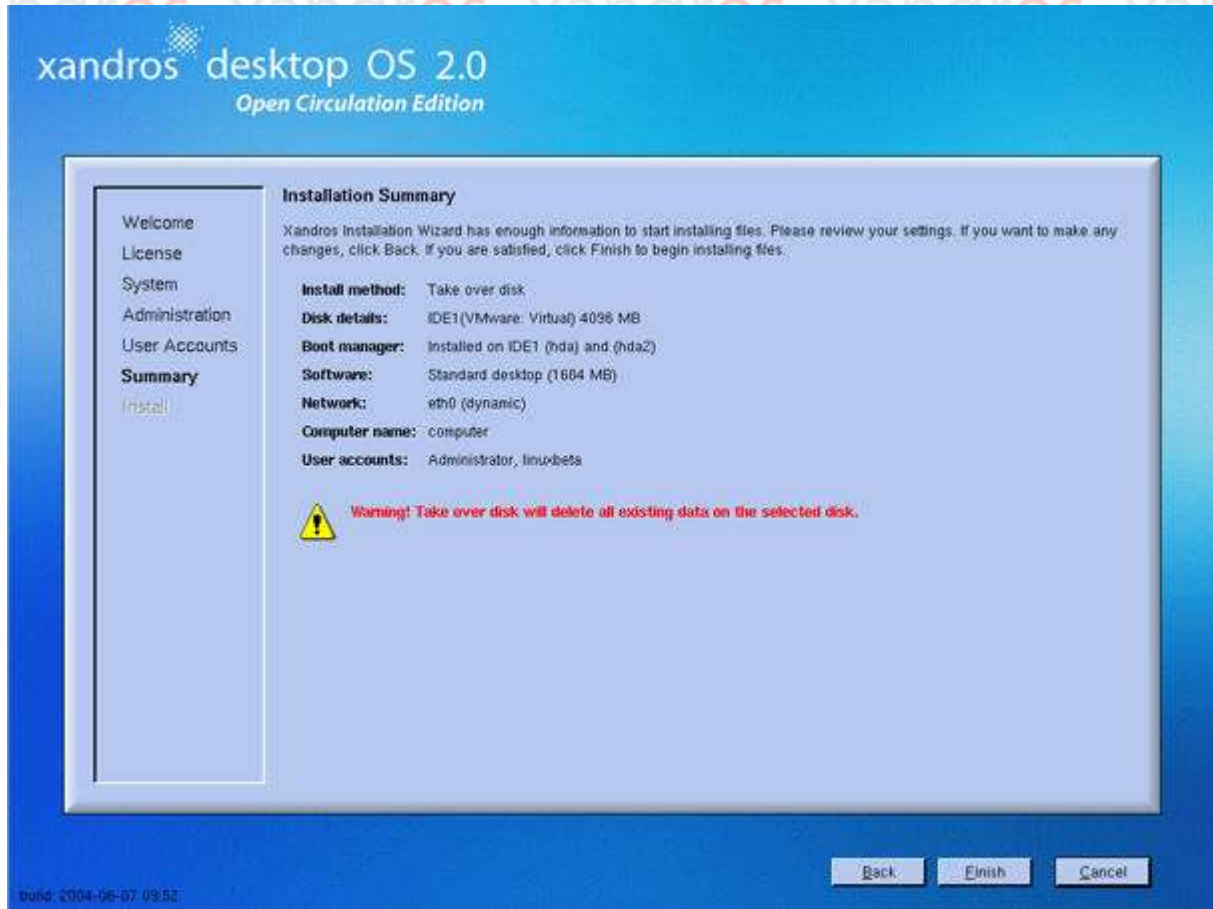 xandros desktop OS 2.0
Open Circulation Edition
Welcome
License
System
Administration
User Accounts
Summary
Install
Installation Summary
Xandros Installation Wizard has enough information to start installing files. Please review your settings. If you want to make any
changes, click Back. If you are satisfied, click Finish to begin installing files.
Install method: Take over disk
Disk details: IDE1(VMware: Virtual) 4096 MB
Boot manager: Installed on IDE1 (hda) and (hda2)
Software: Standard desktop (1684 MB)
Network: eth0 (dynamic)
Computer name: computer
User accounts: Administrator, linuxbeta
Warning! Take over disk will delete all existing data on the selected disk.
Back
Finish
Cancel
build: 2004-06-07 09:52